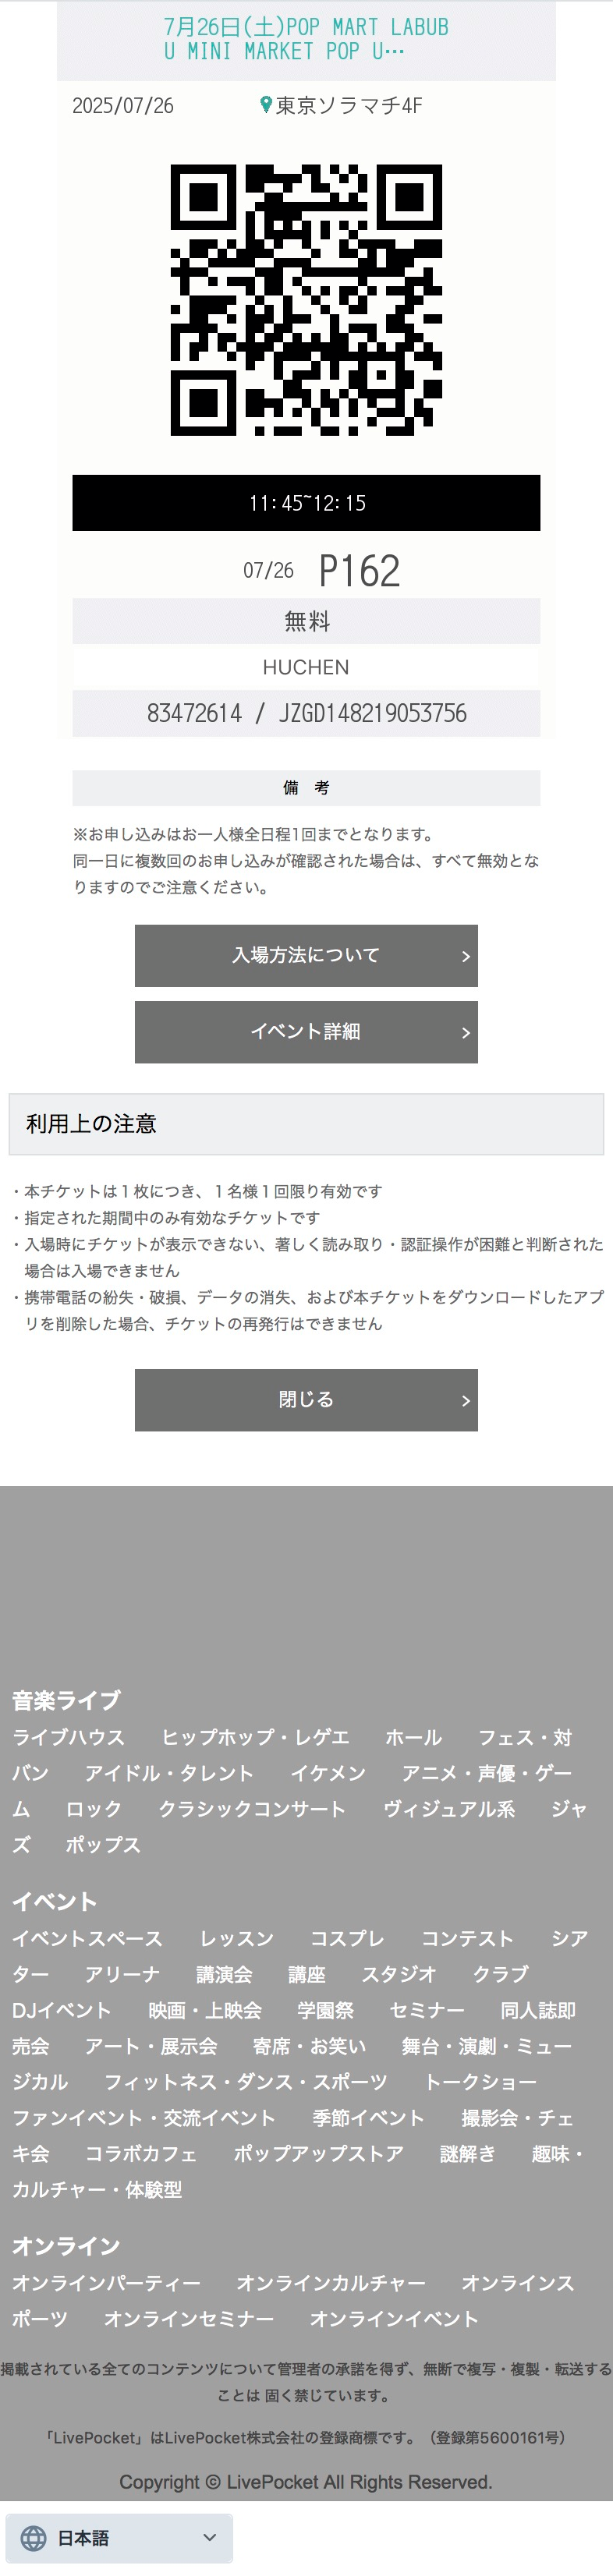 7月26日(土)POP MART LABUB
U MINI MARKET POP U…
2025/07/26 東京ソラマチ4F
11:45~12:15
07/26 P162
無料
HUCHEN
83472614 / JZGD148219053756
備 考
※お申し込みはお一人様全日程1回までとなります。
同一日に複数回のお申し込みが確認された場合は、すべて無効とな
りますのでご注意ください。
入場方法について
イベント詳細
利用上の注意
・本チケットは１枚につき、１名様１回限り有効です
・指定された期間中のみ有効なチケットです
・入場時にチケットが表示できない、著しく読み取り・認証操作が困難と判断された
場合は入場できません
・携帯電話の紛失・破損、データの消失、および本チケットをダウンロードしたアプ
リを削除した場合、チケットの再発行はできません
閉じる
音楽ライブ
ライブハウス ヒップホップ・レゲエ ホール フェス・対
バン アイドル・タレント イケメン アニメ・声優・ゲー
ム ロック クラシックコンサート ヴィジュアル系 ジャ
ズ ポップス
イベント
イベントスペース レッスン コスプレ コンテスト シア
ター アリーナ 講演会 講座 スタジオ クラブ
DJイベント 映画・上映会 学園祭 セミナー 同人誌即
売会 アート・展示会 寄席・お笑い 舞台・演劇・ミュー
ジカル フィットネス・ダンス・スポーツ トークショー
ファンイベント・交流イベント 季節イベント 撮影会・チェ
キ会 コラボカフェ ポップアップストア 謎解き 趣味・
カルチャー・体験型
オンライン
オンラインパーティー オンラインカルチャー オンラインス
ポーツ オンラインセミナー オンラインイベント
掲載されている全てのコンテンツについて管理者の承諾を得ず、無断で複写・複製・転送する
ことは 固く禁じています。
「LivePocket」はLivePocket株式会社の登録商標です。（登録第5600161号）
Copyright © LivePocket All Rights Reserved.
日本語